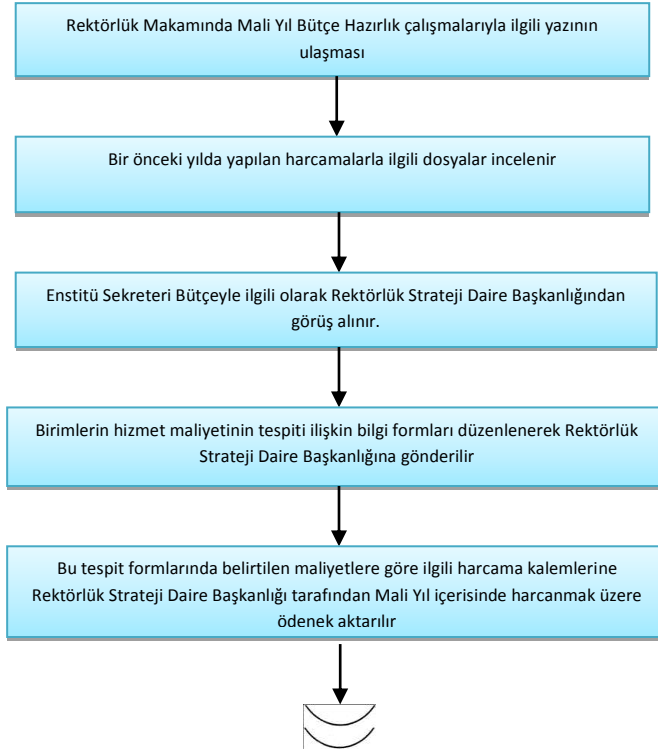 Rektörlük Makamında Mali Yıl Bütçe Hazırlık çalışmalarıyla ilgili yazının
ulaşması
Bir önceki yılda yapılan harcamalarla ilgili dosyalar incelenir
Enstitü Sekreteri Bütçeyle ilgili olarak Rektörlük Strateji Daire Başkanlığından
görüş alınır.
Birimlerin hizmet maliyetinin tespiti ilişkin bilgi formları düzenlenerek Rektörlük
Strateji Daire Başkanlığına gönderilir
Bu tespit formlarında belirtilen maliyetlere göre ilgili harcama kalemlerine
Rektörlük Strateji Daire Başkanlığı tarafından Mali Yıl içerisinde harcanmak üzere
ödenek aktarılır